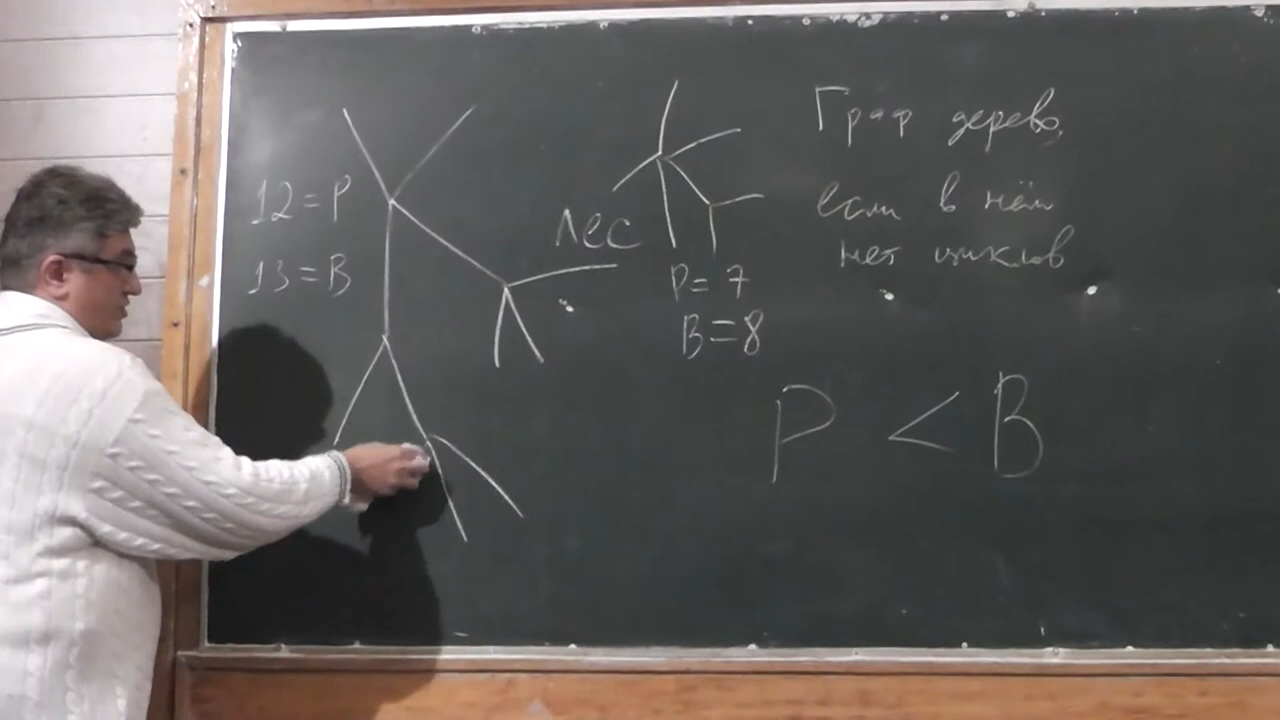 12=P
13=B
лес
P=7
B=8
Граф дерево,
если в нём
нет циклов
P < B